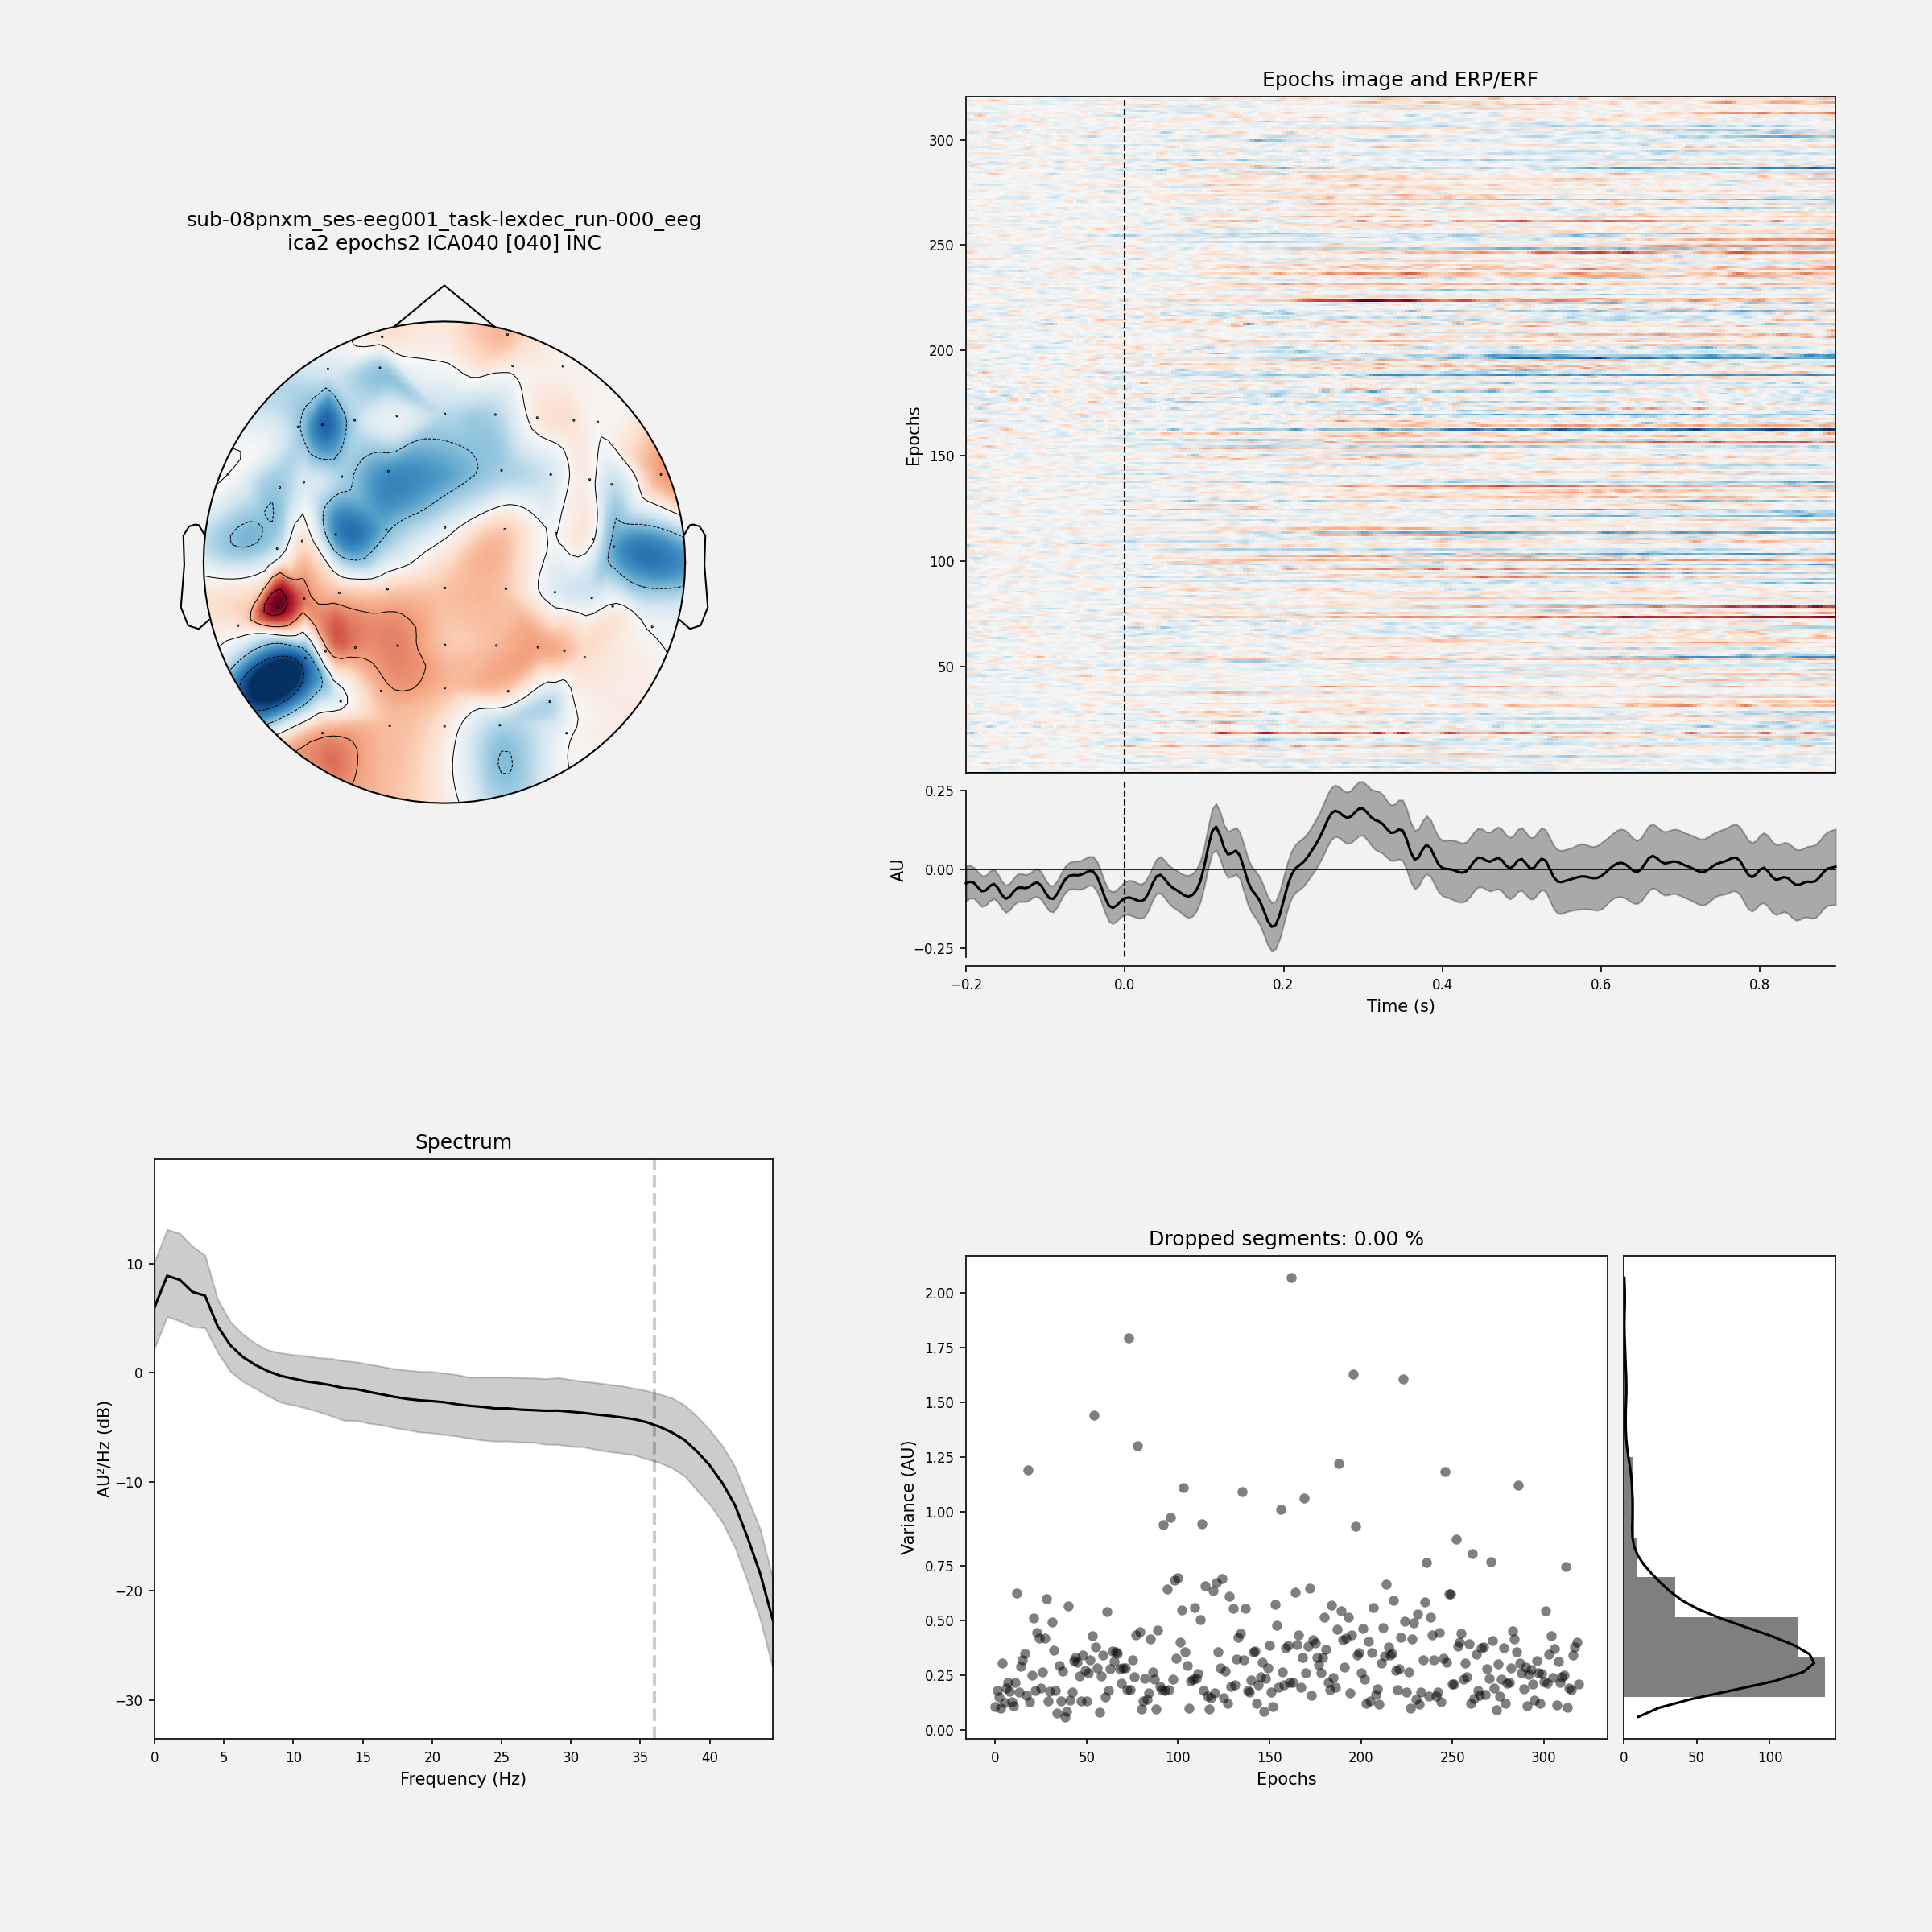 sub-08pnxm_ses-eeg001_task-lexdec_run-000_eeg
ica2 epochs2 ICA040 [040] INC
Epochs image and ERP/ERF
300
250
200
150
100
50
Epochs
0.25
0.00
−0.25
AU
−0.2 0.0 0.2 0.4 0.6 0.8
Time (s)
Spectrum
10
0
−10
−20
−30
AU²/Hz (dB)
0 5 10 15 20 25 30 35 40
Frequency (Hz)
Dropped segments: 0.00 %
2.00
1.75
1.50
1.25
1.00
0.75
0.50
0.25
0.00
Variance (AU)
0 50 100 150 200 250 300
Epochs
0 50 100